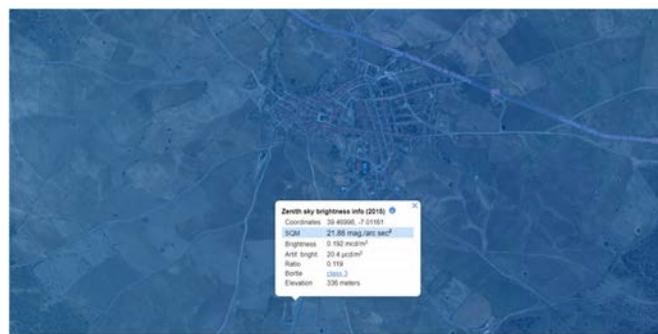 Zenith sky brightness info (2015)
Coordinates 39.46998, -7.01161
SQM 21.86 mag./arc sec²
Brightness 0.192 mcd/m²
Artif. bright. 20.4 μcd/m²
Ratio 0.119
Bortle class 3
Elevation 336 meters